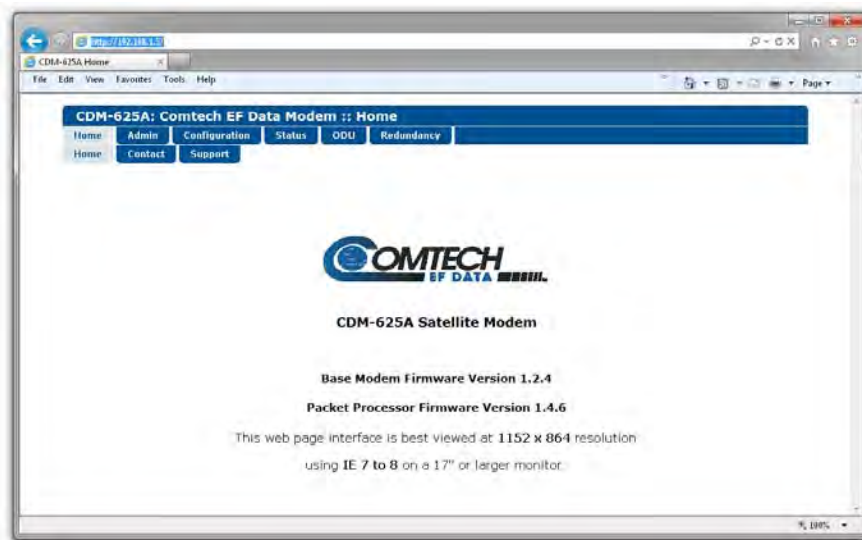 http://192.168.1.5/
CDM-625A Home
File Edit View Favorites Tools Help
Page
CDM-625A: Comtech EF Data Modem :: Home
Home Admin Configuration Status ODU Redundancy
Home Contact Support
COMTECH
EF DATA
CDM-625A Satellite Modem
Base Modem Firmware Version 1.2.4
Packet Processor Firmware Version 1.4.6
This web page interface is best viewed at 1152 x 864 resolution
using IE 7 to 8 on a 17" or larger monitor.
100%